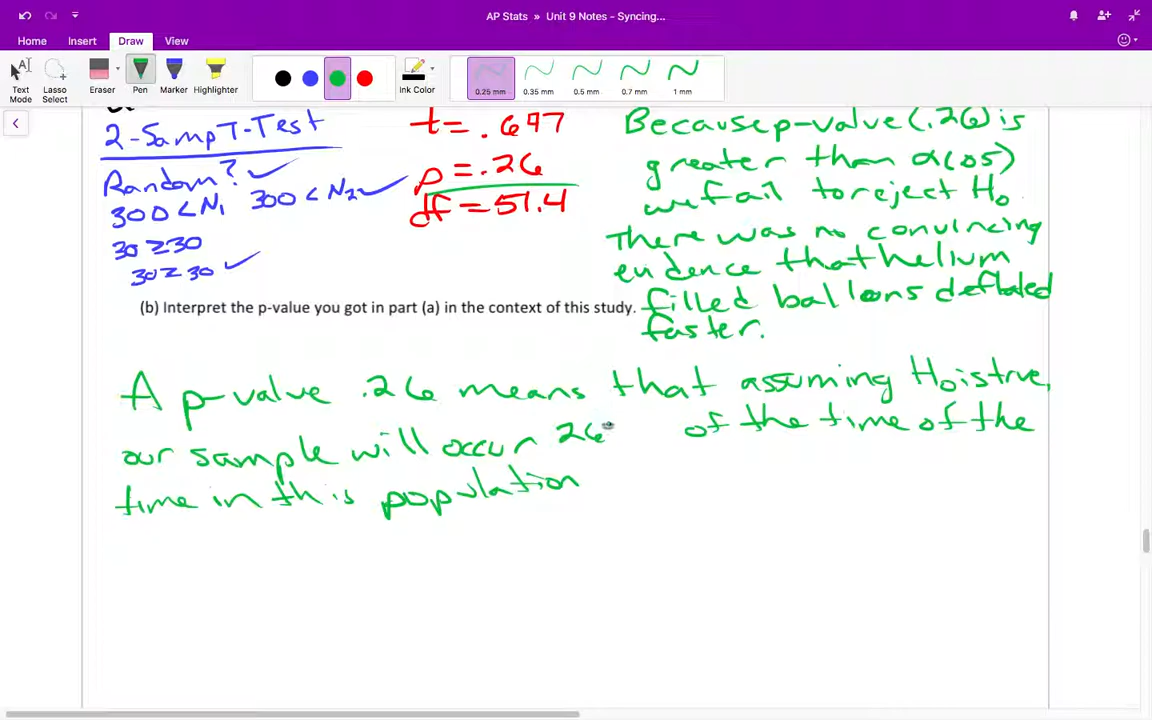 AP Stats » Unit 9 Notes - Syncing...
Home Insert Draw View
Text Mode
Lasso Select
Eraser
Pen
Marker
Highlighter
Ink Color
0.25 mm 0.35 mm 0.5 mm 0.7 mm 1 mm
2-Samp T-Test
Random? ✓
300 < N1 300 < N2 ✓
30 ≥ 30
30 ≥ 30 ✓
t = .697
p = .26
df = 51.4
Because p-value (.26) is
greater than α(.05)
we fail to reject Ho
There was no convincing
evidence that helium
filled balloons deflated
faster.
(b) Interpret the p-value you got in part (a) in the context of this study.
A p-value .26 means that assuming Ho is true,
our sample will occur 26 of the time of the
time in this population